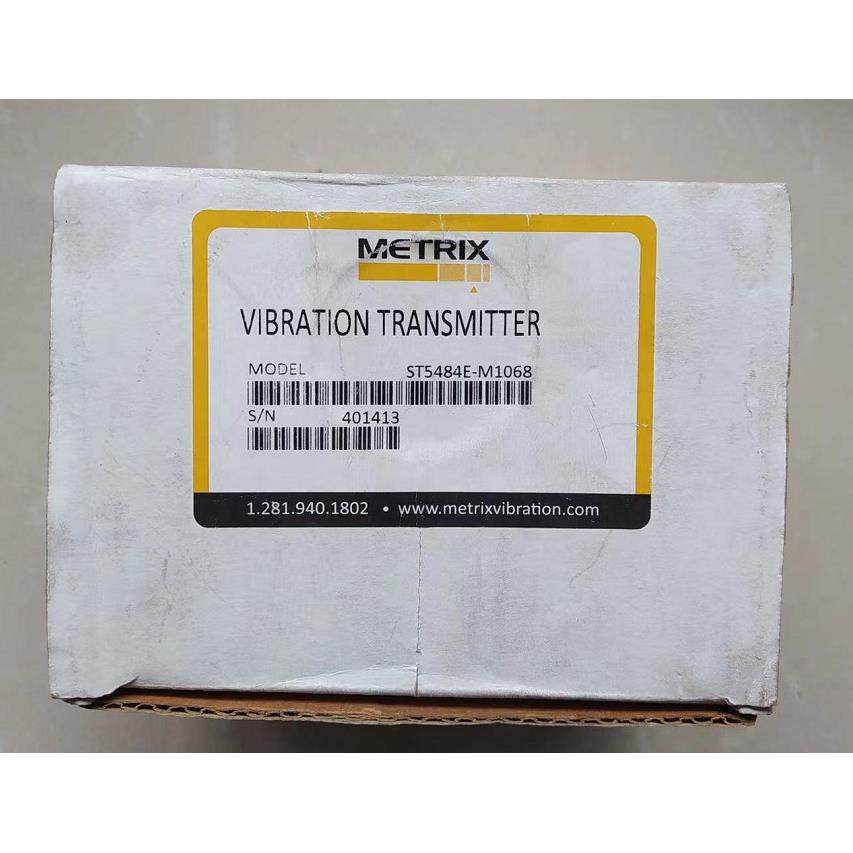 METRIX
VIBRATION TRANSMITTER
MODEL ST5484E-M1068
S/N 401413
1.281.940.1802 • www.metrixvibration.com